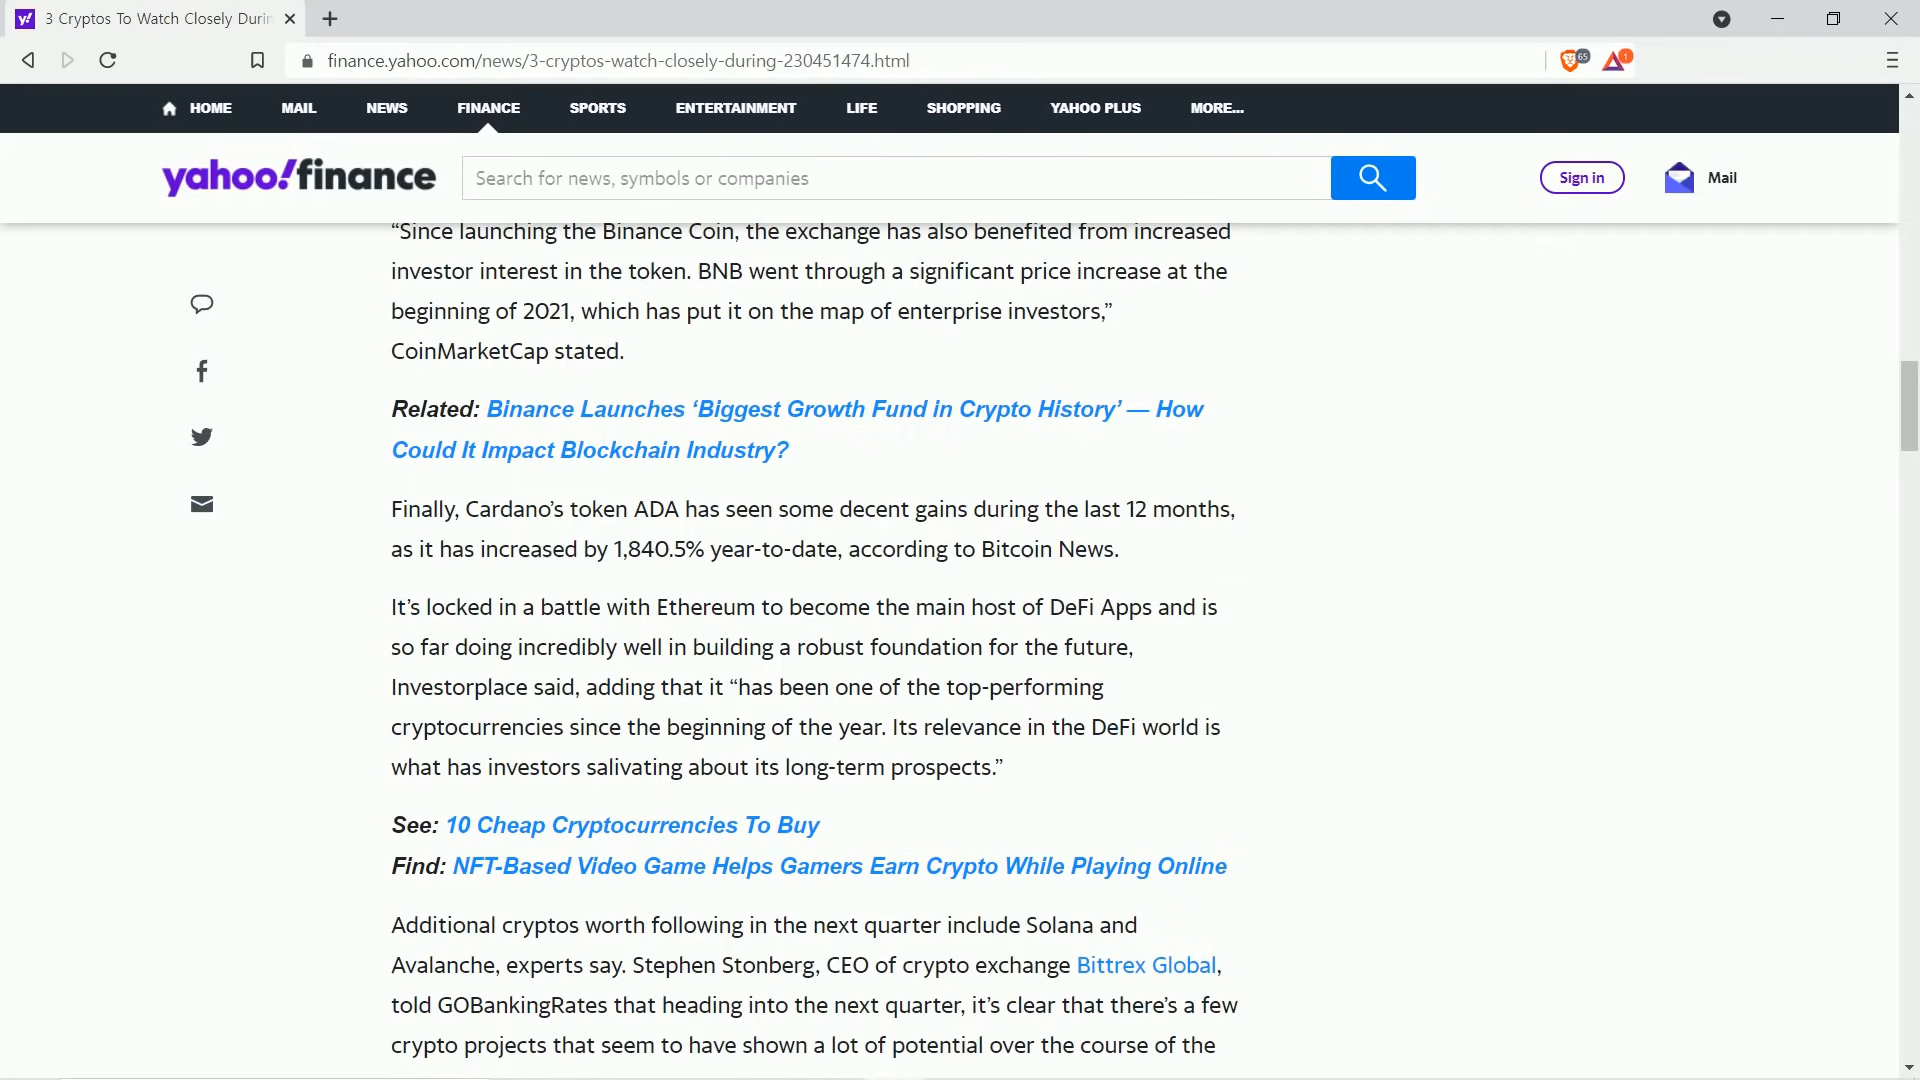 3 Cryptos To Watch Closely Durin
finance.yahoo.com/news/3-cryptos-watch-closely-during-230451474.html
65
1
HOME MAIL NEWS FINANCE SPORTS ENTERTAINMENT LIFE SHOPPING YAHOO PLUS MORE...
yahoo!finance
Search for news, symbols or companies
Sign in
Mail
“Since launching the Binance Coin, the exchange has also benefited from increased
investor interest in the token. BNB went through a significant price increase at the
beginning of 2021, which has put it on the map of enterprise investors,”
CoinMarketCap stated.
Related: Binance Launches ‘Biggest Growth Fund in Crypto History’ — How
Could It Impact Blockchain Industry?
Finally, Cardano’s token ADA has seen some decent gains during the last 12 months,
as it has increased by 1,840.5% year-to-date, according to Bitcoin News.
It’s locked in a battle with Ethereum to become the main host of DeFi Apps and is
so far doing incredibly well in building a robust foundation for the future,
Investorplace said, adding that it “has been one of the top-performing
cryptocurrencies since the beginning of the year. Its relevance in the DeFi world is
what has investors salivating about its long-term prospects.”
See: 10 Cheap Cryptocurrencies To Buy
Find: NFT-Based Video Game Helps Gamers Earn Crypto While Playing Online
Additional cryptos worth following in the next quarter include Solana and
Avalanche, experts say. Stephen Stonberg, CEO of crypto exchange Bittrex Global,
told GOBankingRates that heading into the next quarter, it’s clear that there’s a few
crypto projects that seem to have shown a lot of potential over the course of the